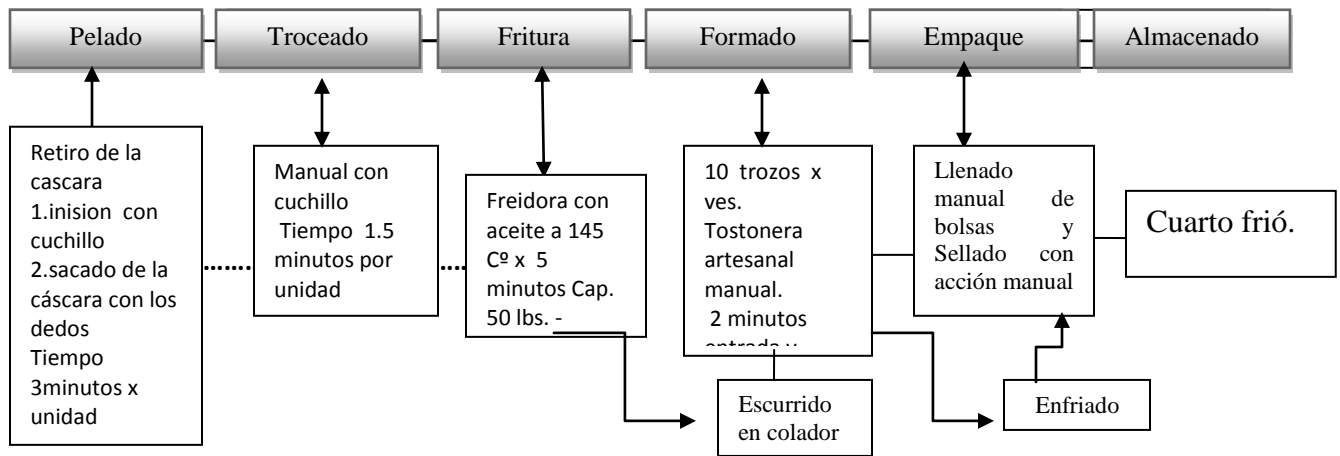 Pelado
Troceado
Fritura
Formado
Empaque
Almacenado
Retiro de la
cascara
1.inision con
cuchillo
2.sacado de la
cáscara con los
dedos
Tiempo
3minutos x
unidad
Manual con
cuchillo
Tiempo 1.5
minutos por
unidad
Freidora con
aceite a 145
Cº x 5
minutos Cap.
50 lbs. -
10 trozos x
ves.
Tostonera
artesanal
manual.
2 minutos
Llenado
manual de
bolsas y
Sellado con
acción manual
Cuarto frió.
Escurrido
en colador
Enfriado